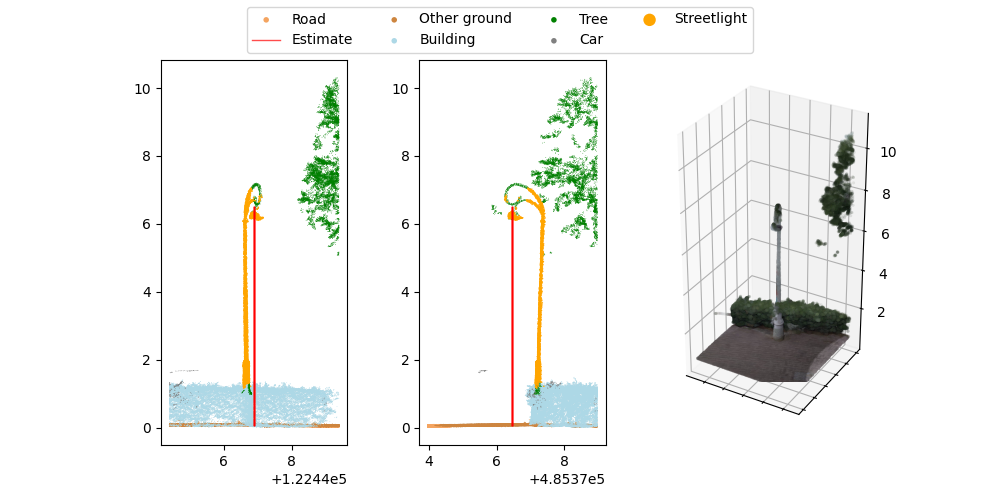 Road Other ground Tree Streetlight
Estimate Building Car
10 10
8 8 10
6 6 8
4 4 6
2 2 4
0 0 2
6 8 4 6 8
+1.2244e5 +4.8537e5